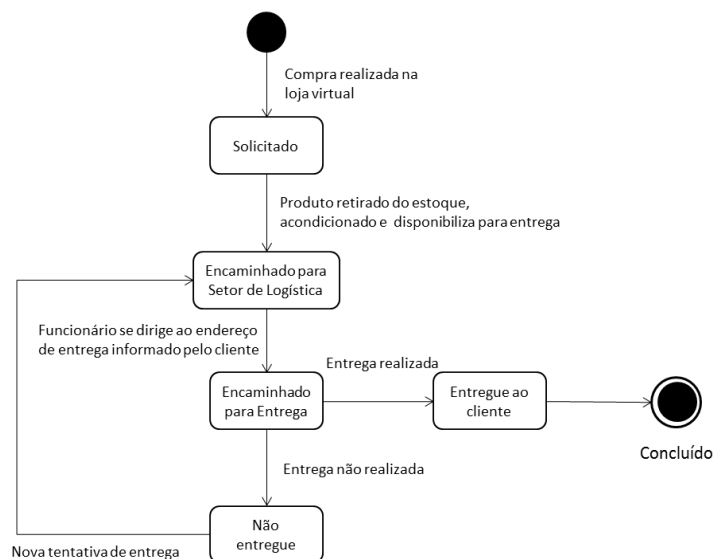 Compra realizada na
loja virtual
Solicitado
Produto retirado do estoque,
acondicionado e disponibiliza para entrega
Encaminhado para
Setor de Logística
Funcionário se dirige ao endereço
de entrega informado pelo cliente
Entrega realizada
Encaminhado
para Entrega
Entregue ao
cliente
Concluído
Entrega não realizada
Não
entregue
Nova tentativa de entrega